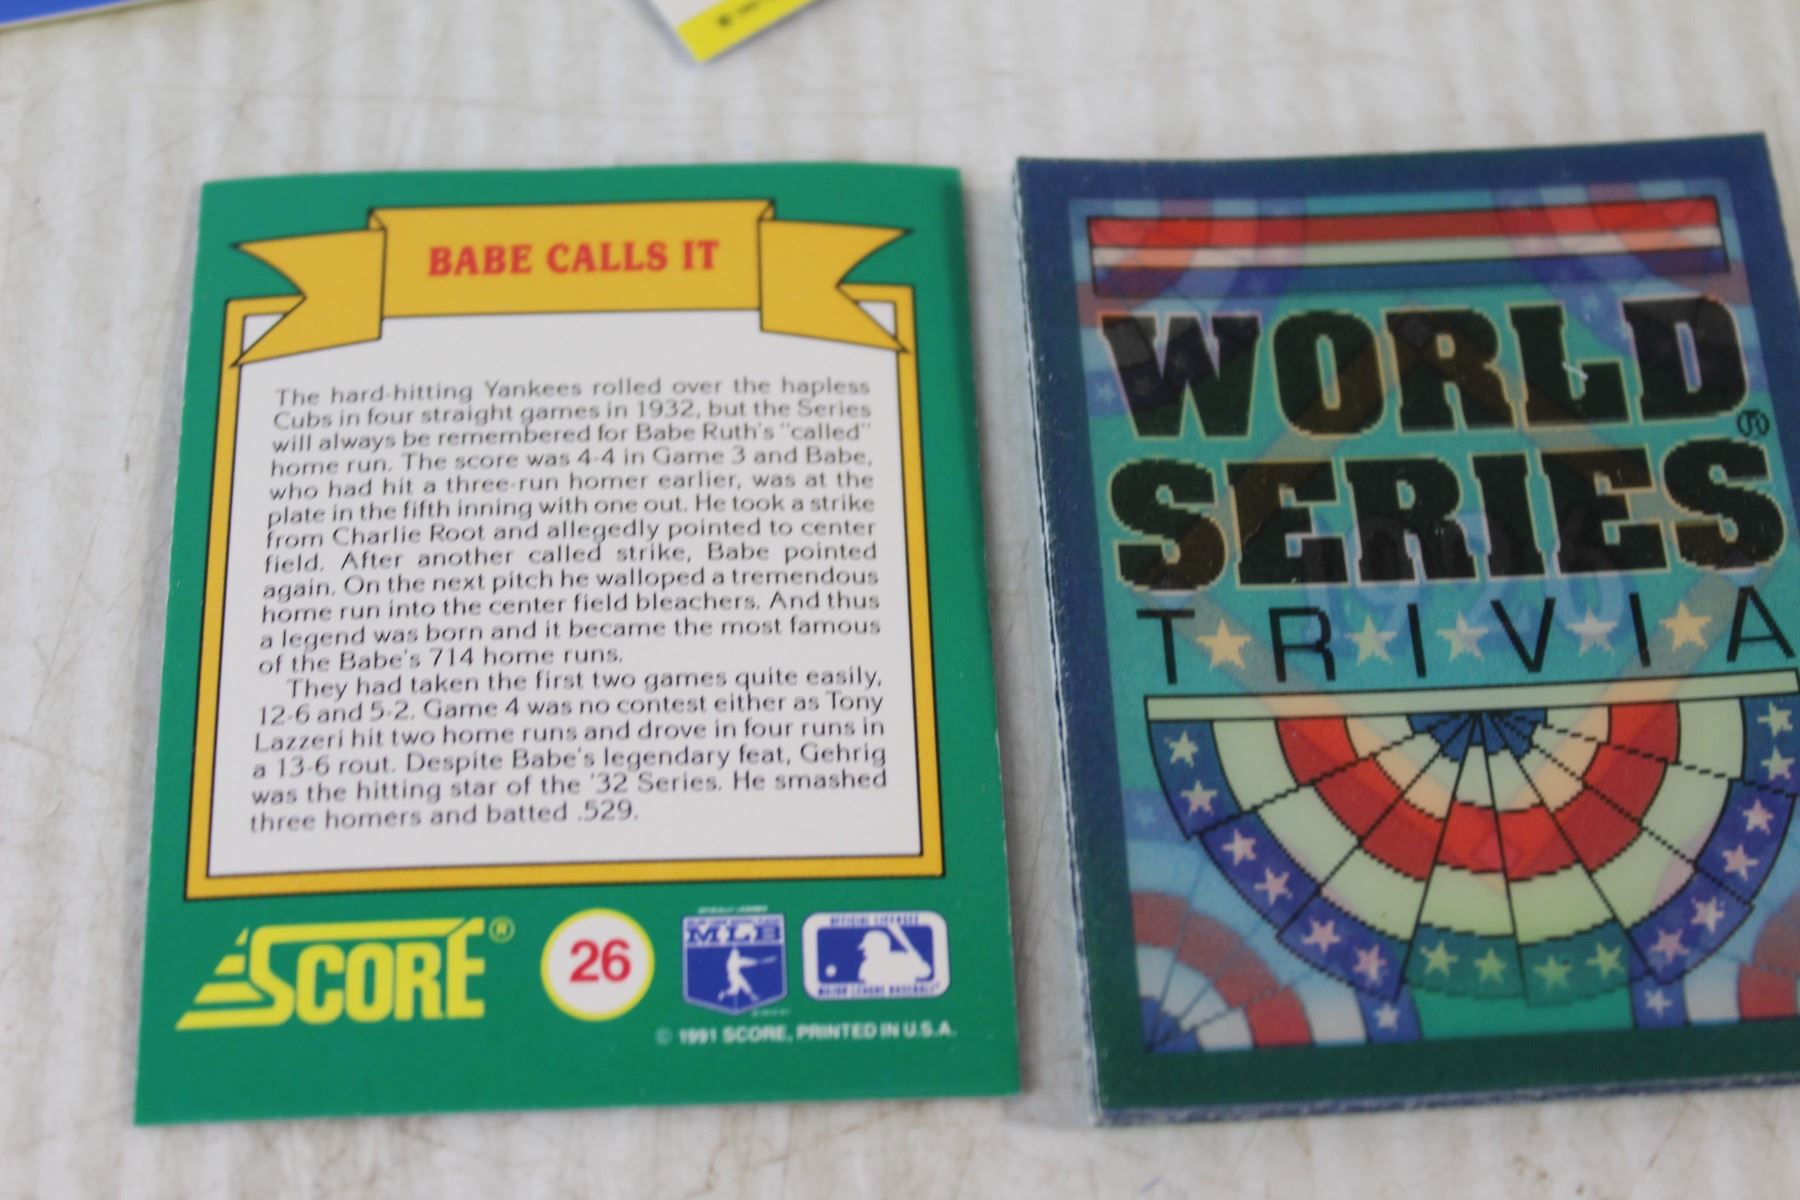 BABE CALLS IT
The hard-hitting Yankees rolled over the hapless
Cubs in four straight games in 1932, but the Series
will always be remembered for Babe Ruth's "called"
home run. The score was 4-4 in Game 3 and Babe,
who had hit a three-run homer earlier, was at the
plate in the fifth inning with one out. He took a strike
from Charlie Root and allegedly pointed to center
field. After another called strike, Babe pointed
again. On the next pitch he walloped a tremendous
home run into the center field bleachers. And thus
a legend was born and it became the most famous
of the Babe's 714 home runs.
They had taken the first two games quite easily,
12-6 and 5-2. Game 4 was no contest either as Tony
Lazzeri hit two home runs and drove in four runs in
a 13-6 rout. Despite Babe's legendary feat, Gehrig
was the hitting star of the '32 Series. He smashed
three homers and batted .529.
SCORE®
26
MLB
MAJOR LEAGUE BASEBALL
© 1991 SCORE, PRINTED IN U.S.A.
WORLD
SERIES®
TRIVIA